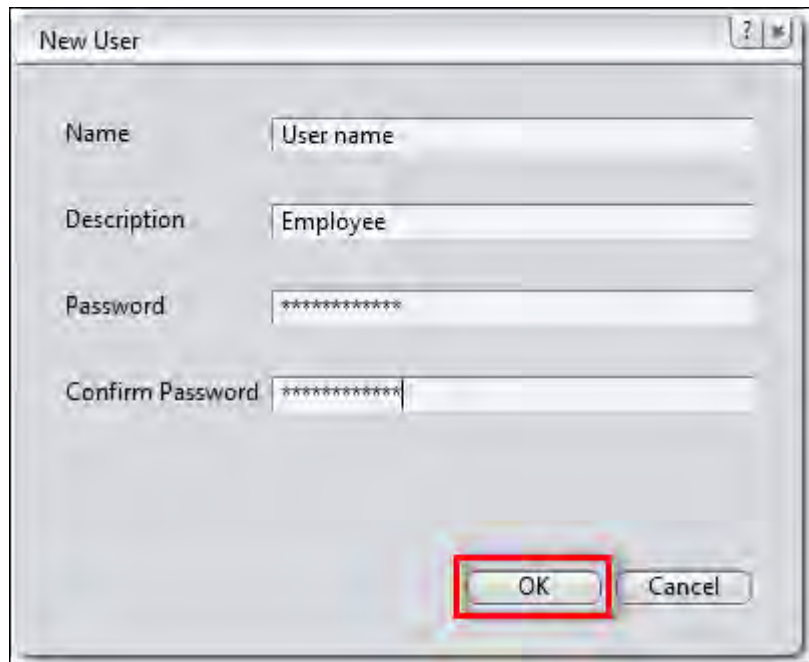 New User
Name User name
Description Employee
Password ************
Confirm Password ************
OK Cancel